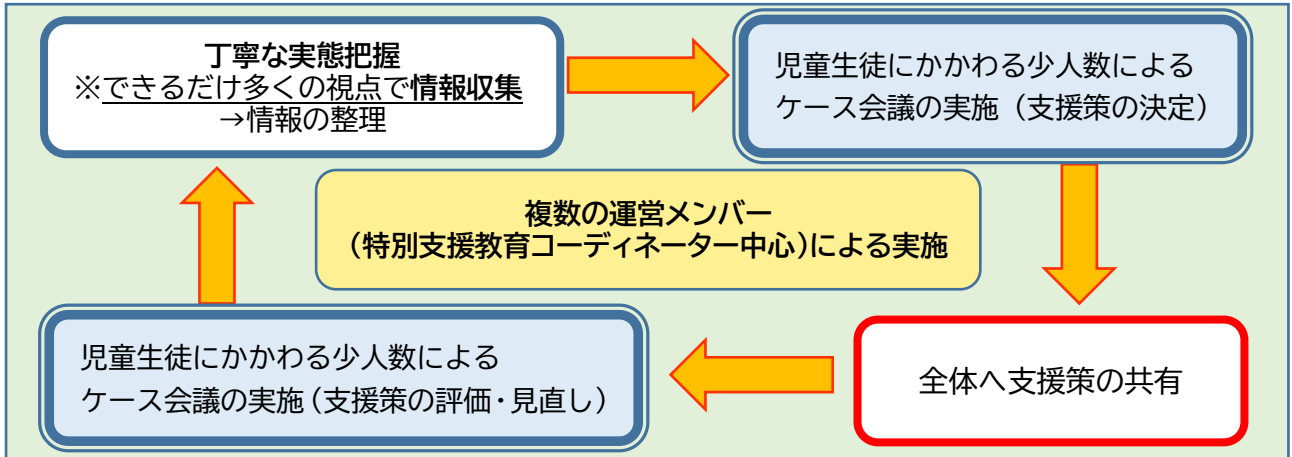 丁寧な実態把握
※できるだけ多くの視点で情報収集
→情報の整理
児童生徒にかかわる少人数による
ケース会議の実施（支援策の決定）
複数の運営メンバー
（特別支援教育コーディネーター中心）による実施
児童生徒にかかわる少人数による
ケース会議の実施（支援策の評価・見直し）
全体へ支援策の共有